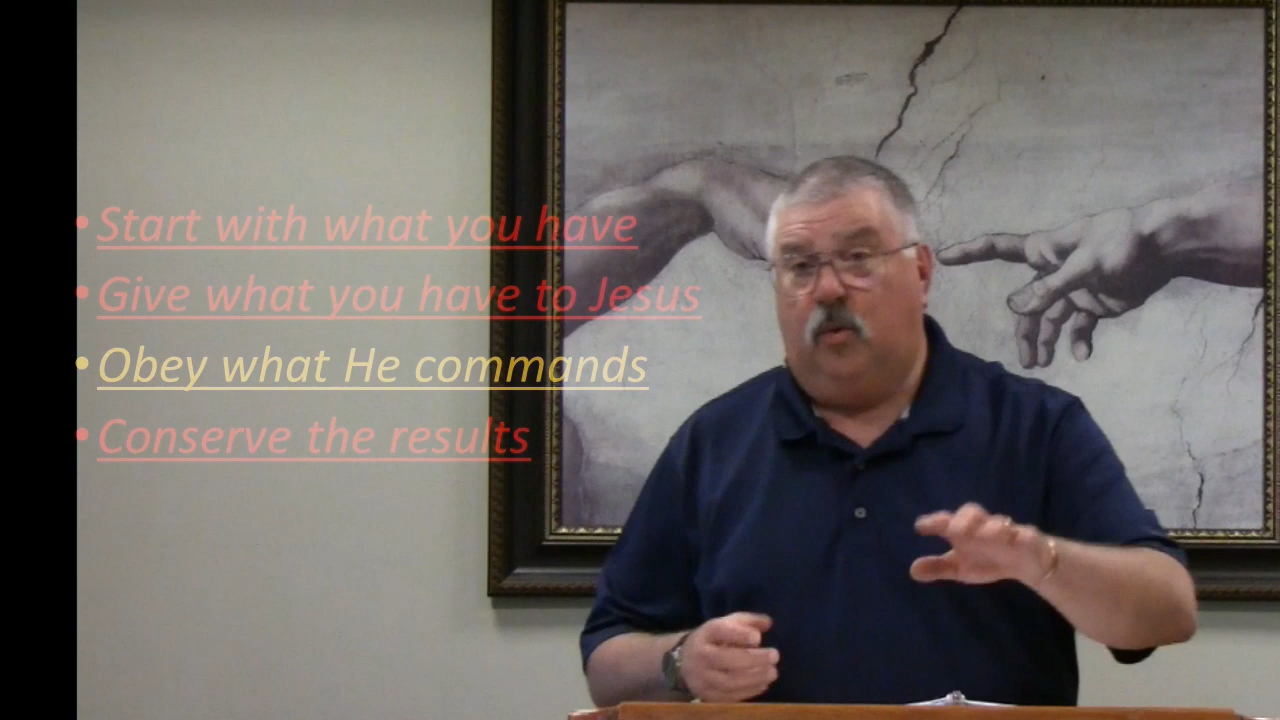 • Start with what you have
• Give what you have to Jesus
• Obey what He commands
• Conserve the results